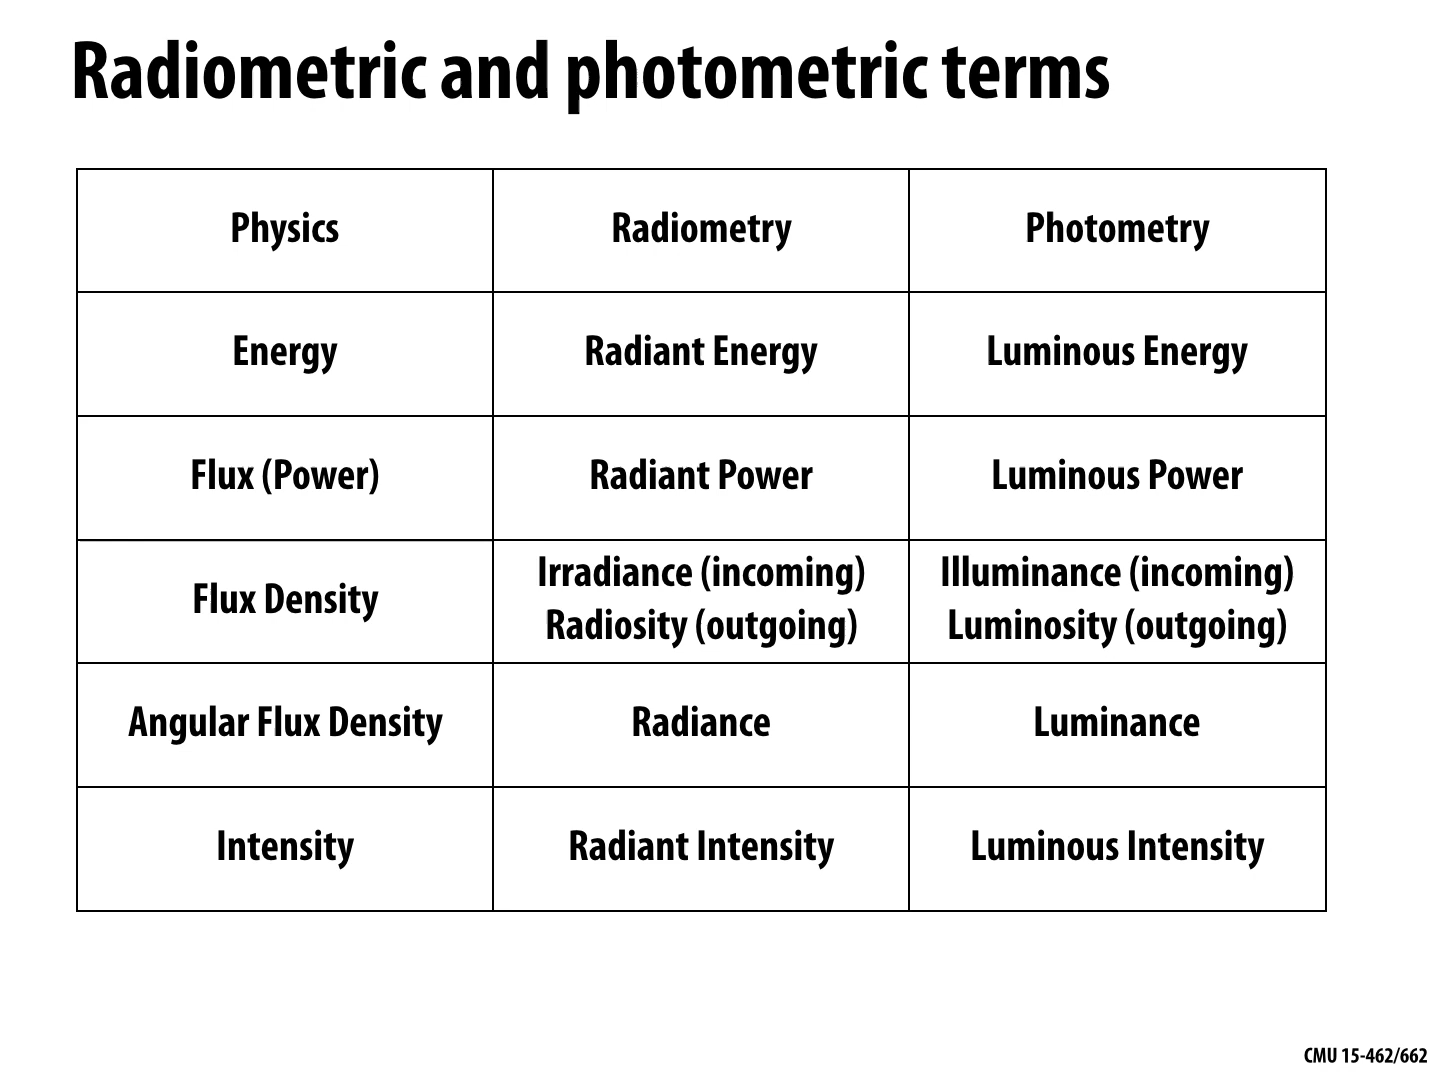 Radiometric and photometric terms
Physics
Radiometry
Photometry
Energy
Radiant Energy
Luminous Energy
Flux (Power)
Radiant Power
Luminous Power
Flux Density
Irradiance (incoming)
Radiosity (outgoing)
Illuminance (incoming)
Luminosity (outgoing)
Angular Flux Density
Radiance
Luminance
Intensity
Radiant Intensity
Luminous Intensity
CMU 15-462/662